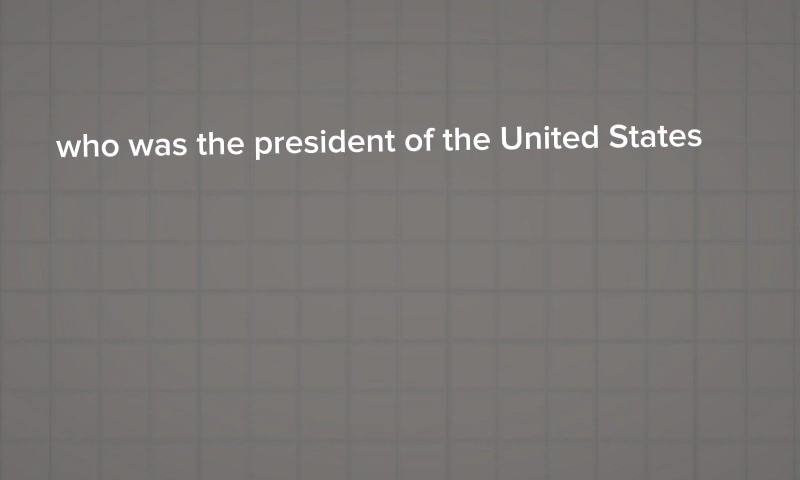 who was the president of the United States